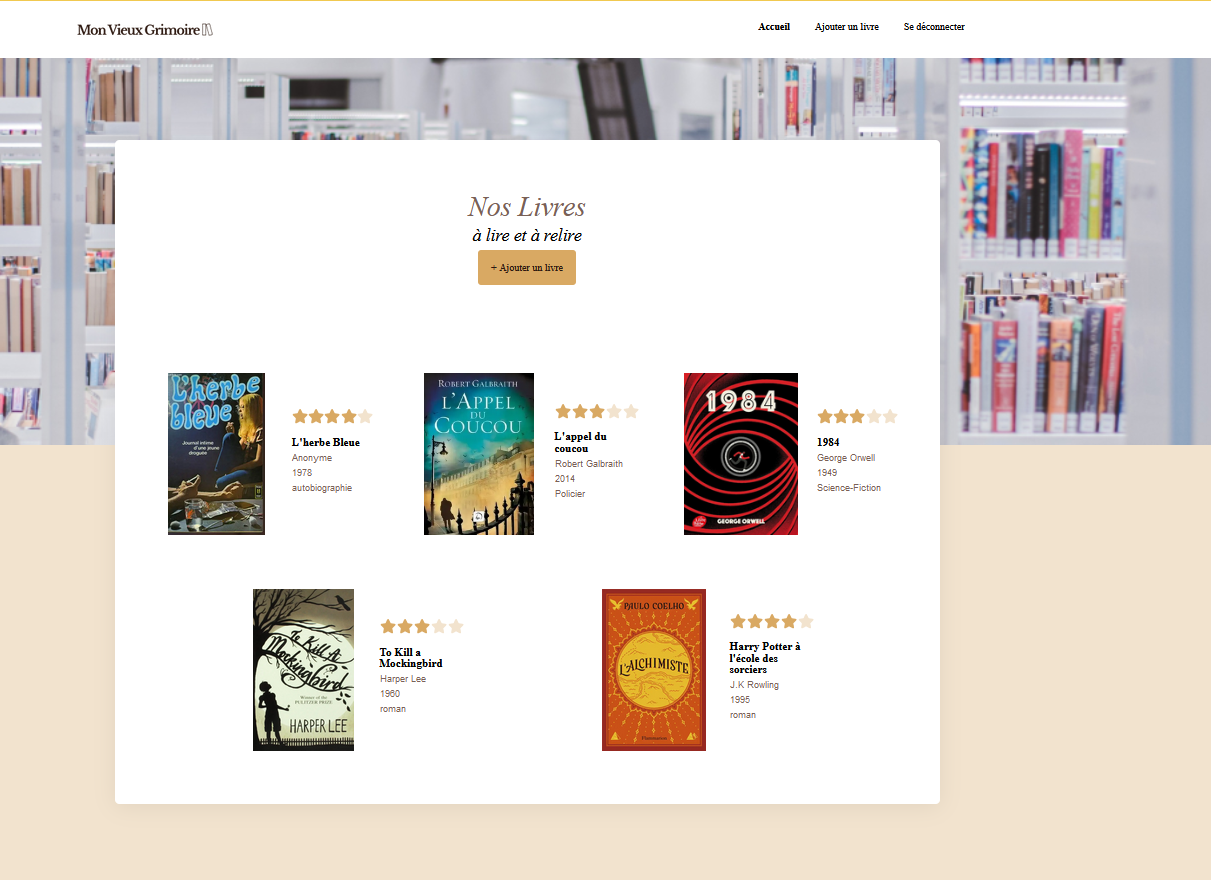 Mon Vieux Grimoire
Accueil
Ajouter un livre
Se déconnecter
Nos Livres
à lire et à relire
+ Ajouter un livre
L'herbe
bleue
Journal intime
d'une jeune
droguée
L'herbe Bleue
Anonyme
1978
autobiographie
ROBERT GALBRAITH
L'APPEL
DU
COUCOU
L'appel du
coucou
Robert Galbraith
2014
Policier
1984
GEORGE ORWELL
1984
George Orwell
1949
Science-Fiction
To Kill A
Mockingbird
Winner of the
PULITZER PRIZE
HARPER LEE
To Kill a
Mockingbird
Harper Lee
1960
roman
PAULO COELHO
L'ALCHIMISTE
Flammarion
Harry Potter à
l'école des
sorciers
J.K Rowling
1995
roman